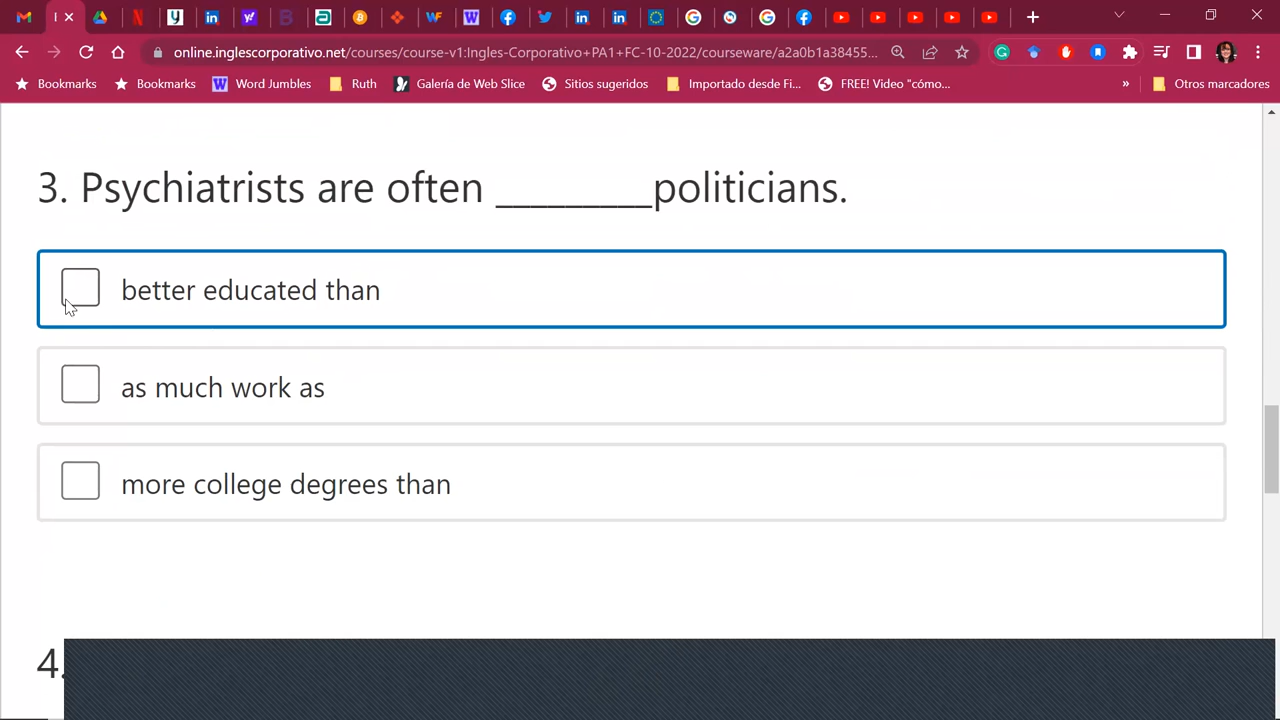 online.inglescorporativo.net/courses/course-v1:Ingles-Corporativo+PA1+FC-10-2022/courseware/a2a0b1a38455...
Bookmarks
Bookmarks
Word Jumbles
Ruth
Galería de Web Slice
Sitios sugeridos
Importado desde Fi...
FREE! Video "cómo...
»
Otros marcadores
3. Psychiatrists are often _________politicians.
better educated than
as much work as
more college degrees than
4.